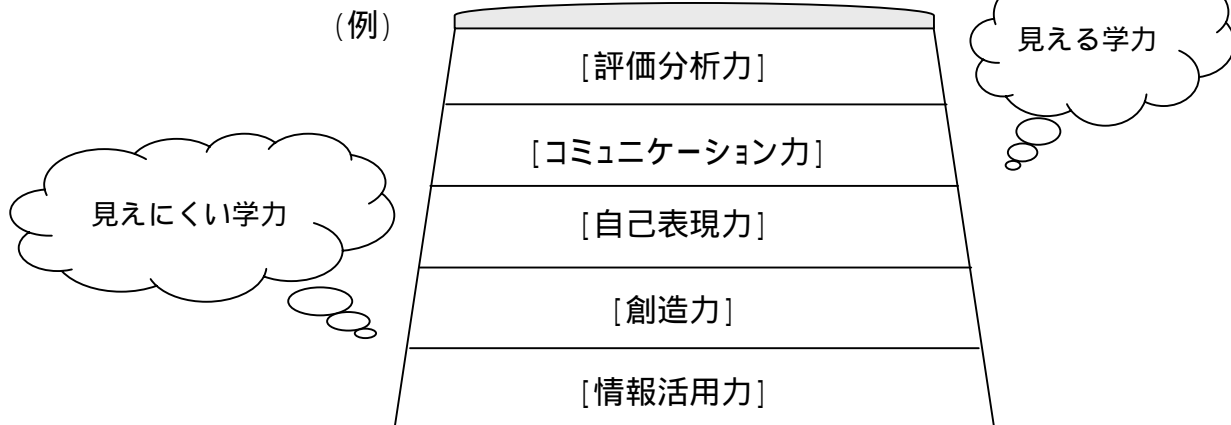 (例)
見える学力
[評価分析力]
[コミュニケーション力]
見えにくい学力
[自己表現力]
[創造力]
[情報活用力]